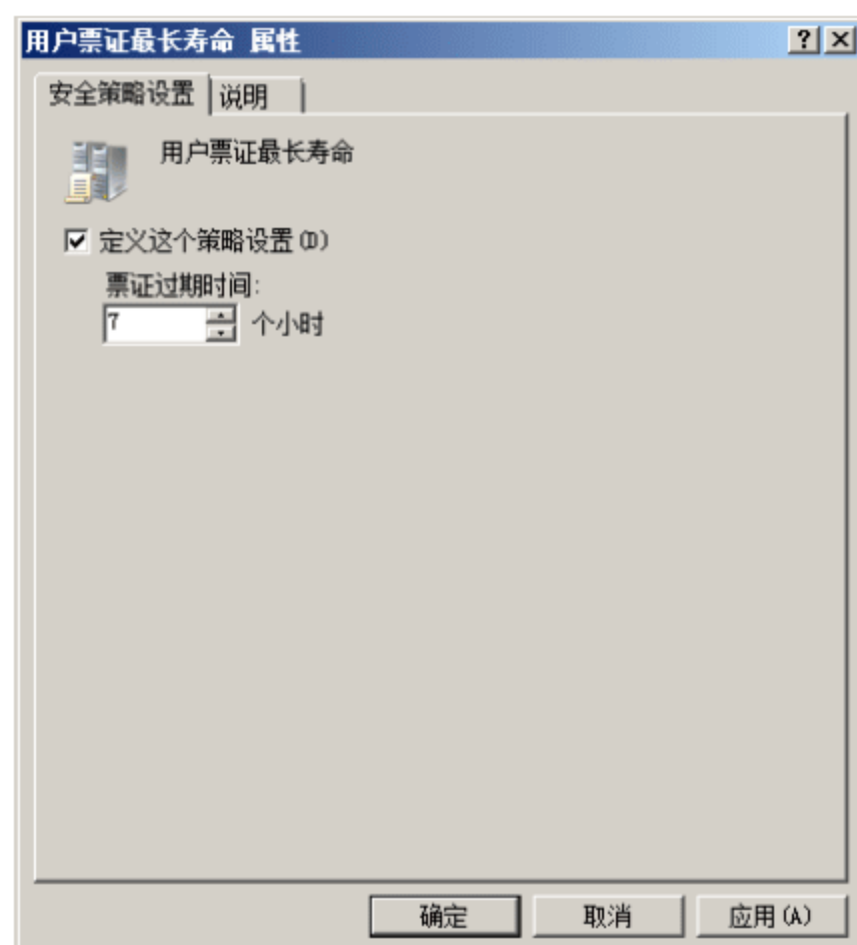 用户票证最长寿命 属性
安全策略设置 说明
用户票证最长寿命
定义这个策略设置(D)
票证过期时间:
7 个小时
确定 取消 应用(A)